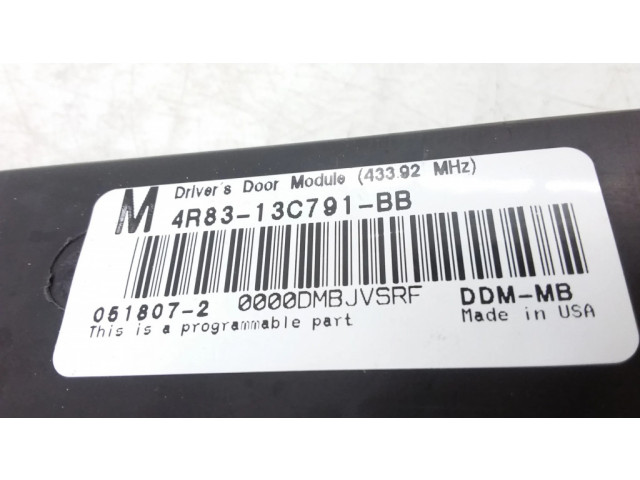 Driver's Door Module (433.92 MHz)
M 4R83-13C791-BB
051807-2 0000DMBJVSRF DDM-MB
This is a programmable part Made in USA